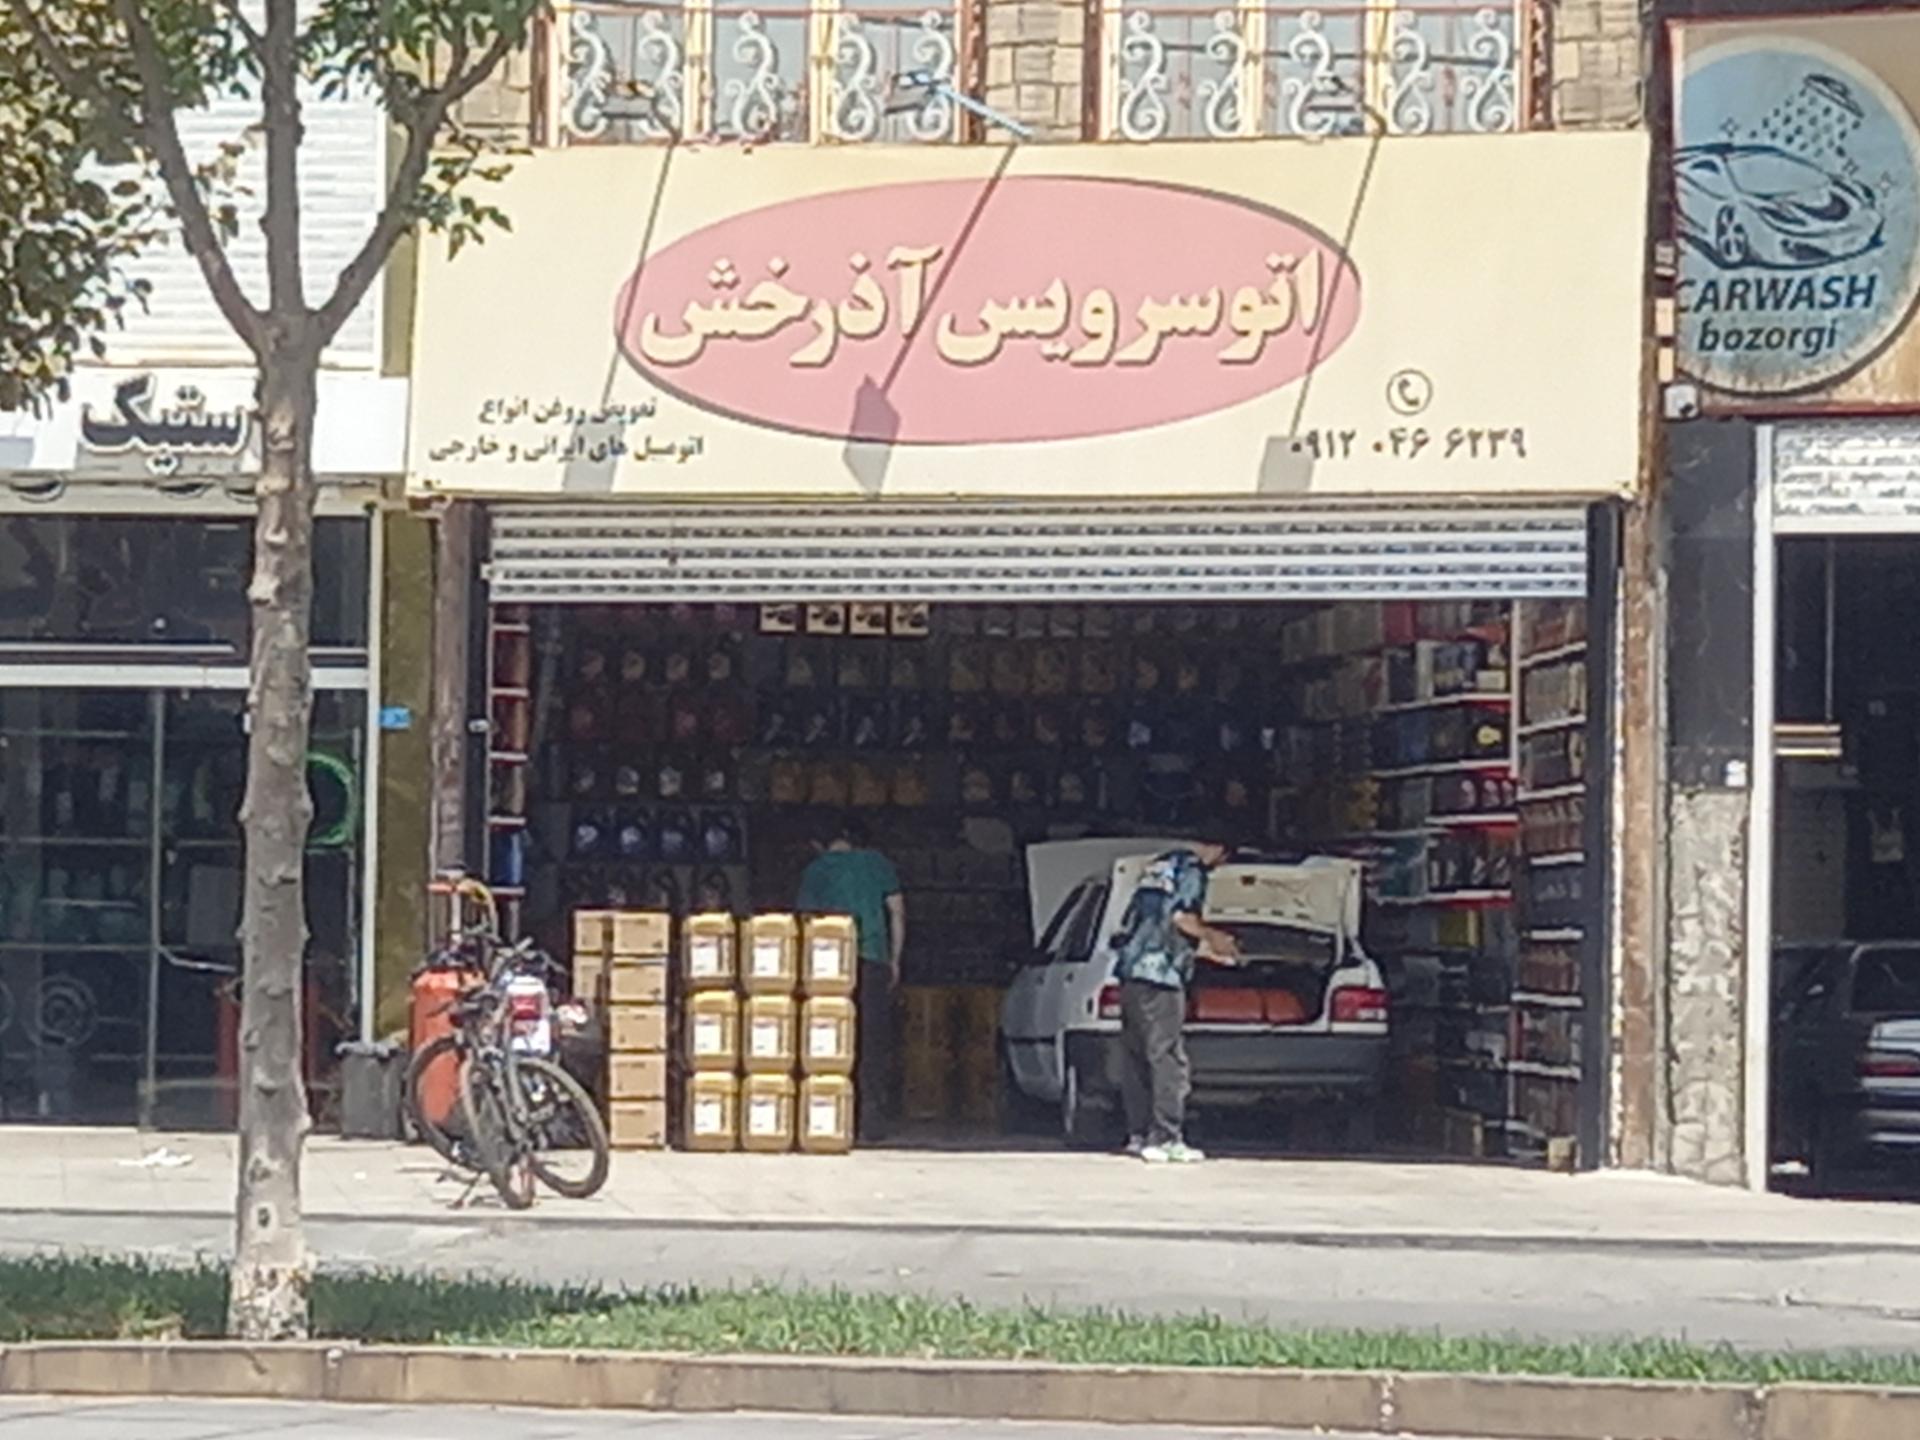 اتوسرویس آذرخش
تعویض روغن انواع
اتومبیل های ایرانی و خارجی
۰۹۱۲ ۰۴۶ ۶۲۳۹
CARWASH
bozorgi
ستیک